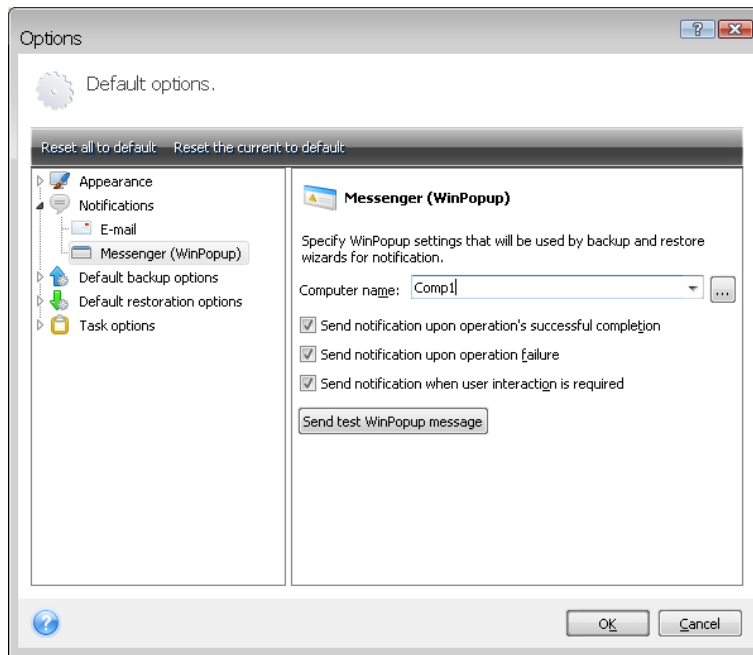 Options
Default options.
Reset all to default Reset the current to default
Appearance
Notifications
E-mail
Messenger (WinPopup)
Default backup options
Default restoration options
Task options
Messenger (WinPopup)
Specify WinPopup settings that will be used by backup and restore
wizards for notification.
Computer name: Comp1 ...
Send notification upon operation's successful completion
Send notification upon operation failure
Send notification when user interaction is required
Send test WinPopup message
OK Cancel